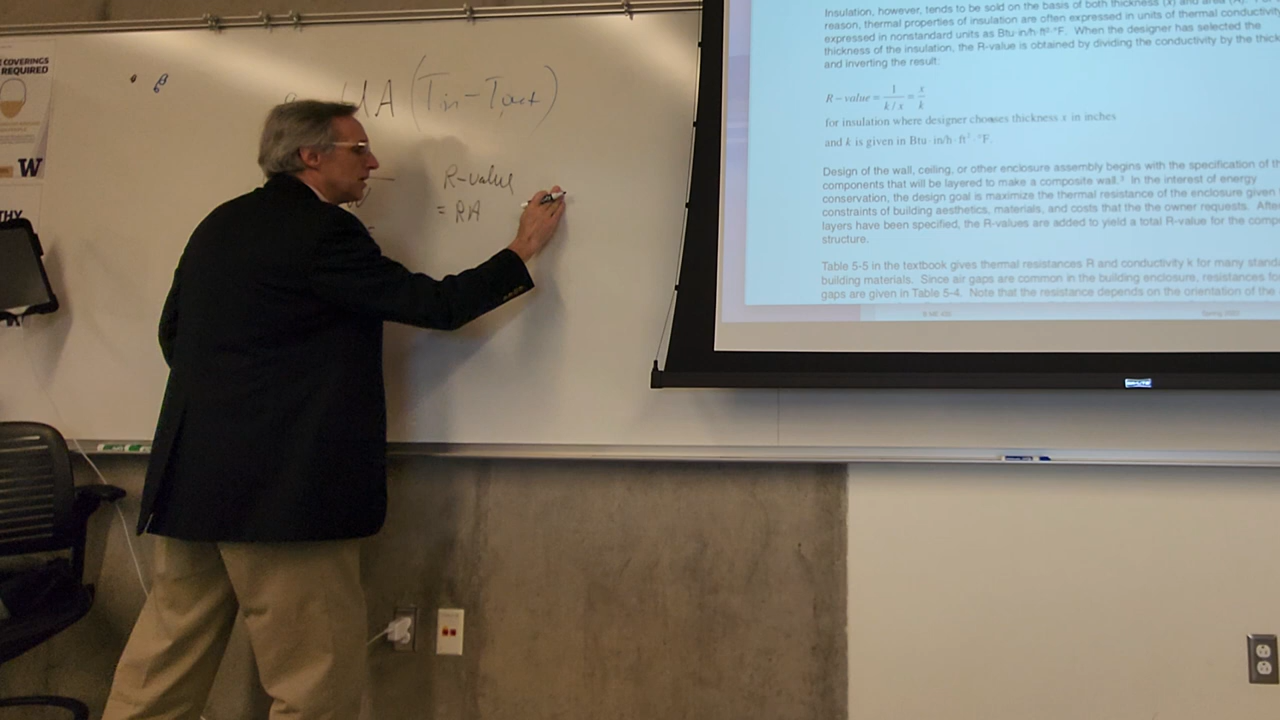 COVERINGS
REQUIRED
W
THY
UA (Tin - Tout)
R-value
= RA
Insulation, however, tends to be sold on the basis of both thickness (x) and area (A).
reason, thermal properties of insulation are often expressed in units of thermal conductivity
expressed in nonstandard units as Btu·in/h·ft²·°F. When the designer has selected the
thickness of the insulation, the R-value is obtained by dividing the conductivity by the thick
and inverting the result:
R-value = 1/(k/x) = x/k
for insulation where designer chooses thickness x in inches
and k is given in Btu·in/h·ft²·°F.
Design of the wall, ceiling, or other enclosure assembly begins with the specification of th
components that will be layered to make a composite wall.³ In the interest of energy
conservation, the design goal is maximize the thermal resistance of the enclosure given
constraints of building aesthetics, materials, and costs that the the owner requests. After
layers have been specified, the R-values are added to yield a total R-value for the comp
structure.
Table 5-5 in the textbook gives thermal resistances R and conductivity k for many standa
building materials. Since air gaps are common in the building enclosure, resistances fo
gaps are given in Table 5-4. Note that the resistance depends on the orientation of the